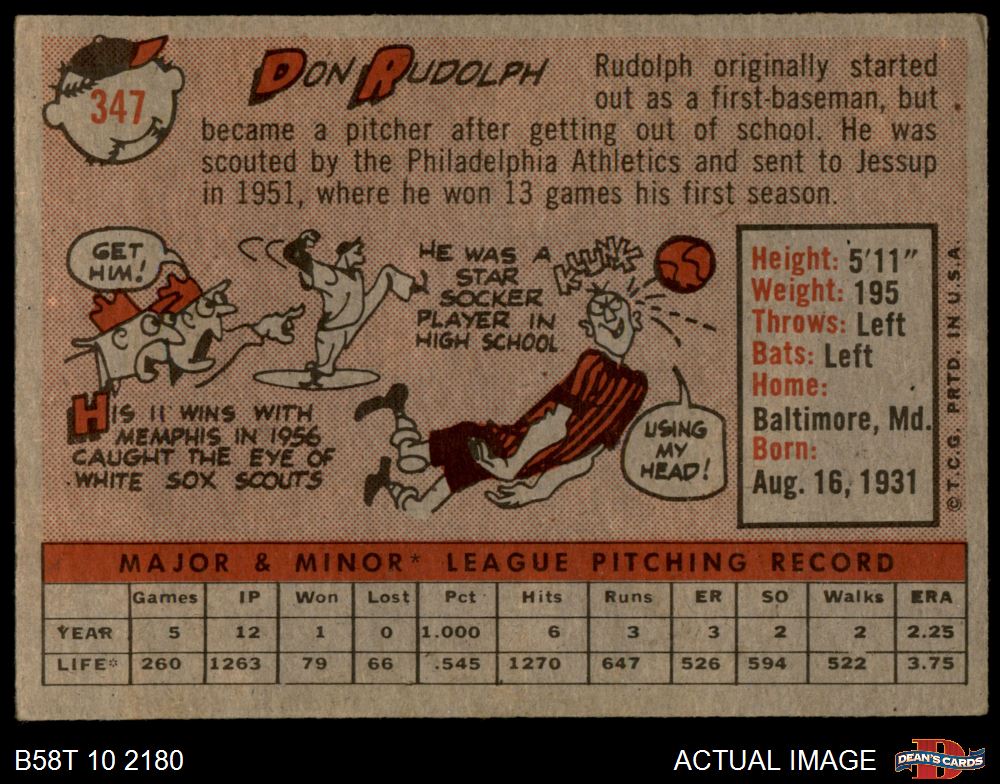 347
DON RUDOLPH
Rudolph originally started
out as a first-baseman, but
became a pitcher after getting out of school. He was
scouted by the Philadelphia Athletics and sent to Jessup
in 1951, where he won 13 games his first season.
GET
HIM!
HIS 11 WINS WITH
MEMPHIS IN 1956
CAUGHT THE EYE OF
WHITE SOX SCOUTS
HE WAS A
STAR
SOCKER
PLAYER IN
HIGH SCHOOL
KLUNK
USING
MY
HEAD!
Height: 5'11"
Weight: 195
Throws: Left
Bats: Left
Home:
Baltimore, Md.
Born:
Aug. 16, 1931
© T.C.G. PRTD. IN U.S.A
MAJOR & MINOR* LEAGUE PITCHING RECORD
Games IP Won Lost Pct Hits Runs ER SO Walks ERA
YEAR 5 12 1 0 1.000 6 3 3 2 2 2.25
LIFE* 260 1263 79 66 .545 1270 647 526 594 522 3.75
B58T 10 2180
ACTUAL IMAGE
DEAN'S CARDS